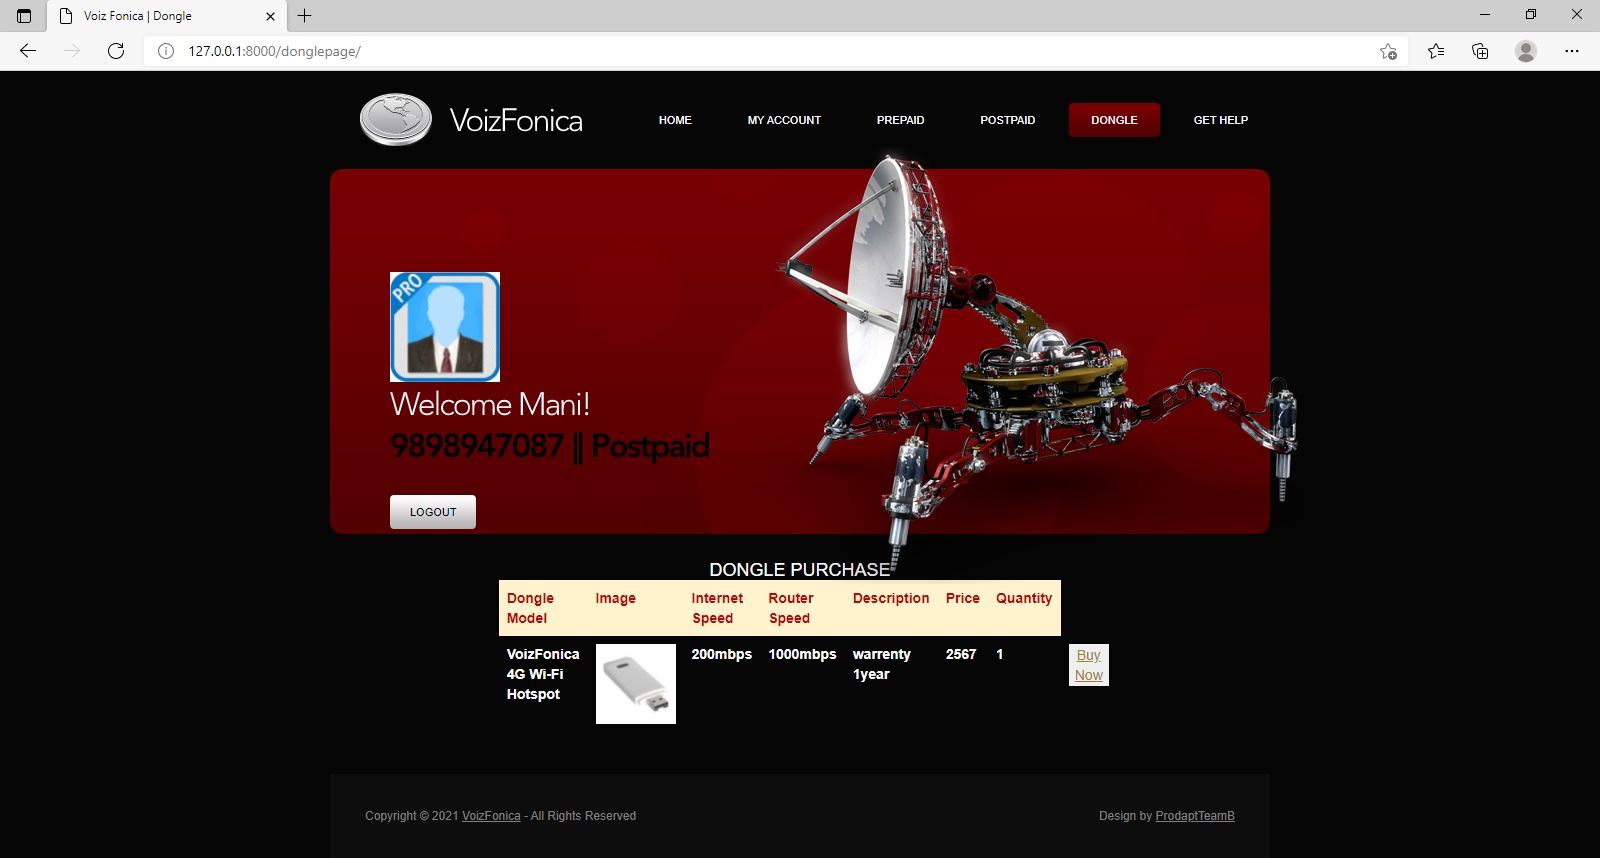 Voiz Fonica | Dongle
127.0.0.1:8000/donglepage/
VoizFonica
HOME
MY ACCOUNT
PREPAID
POSTPAID
DONGLE
GET HELP
PRO
Welcome Mani!
9898947087 || Postpaid
LOGOUT
DONGLE PURCHASE
Dongle Model
Image
Internet Speed
Router Speed
Description
Price
Quantity
VoizFonica 4G Wi-Fi Hotspot
200mbps
1000mbps
warrenty 1year
2567
1
Buy Now
Copyright © 2021 VoizFonica - All Rights Reserved
Design by ProdaptTeamB